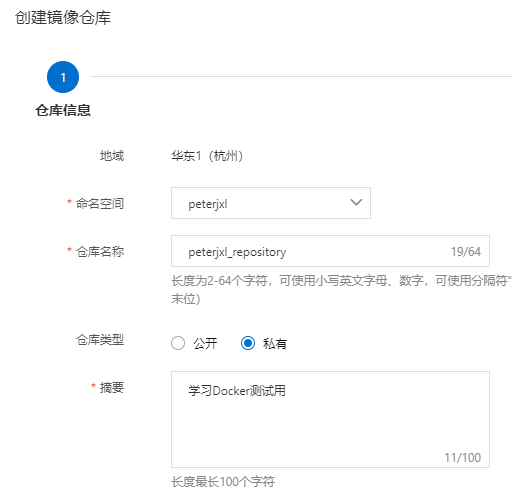 创建镜像仓库
1
仓库信息
地域 华东1（杭州）
* 命名空间 peterjxl
* 仓库名称 peterjxl_repository 19/64
长度为2-64个字符，可使用小写英文字母、数字，可使用分隔符“
末位)
仓库类型 公开 私有
* 摘要 学习Docker测试用
11/100
长度最长100个字符